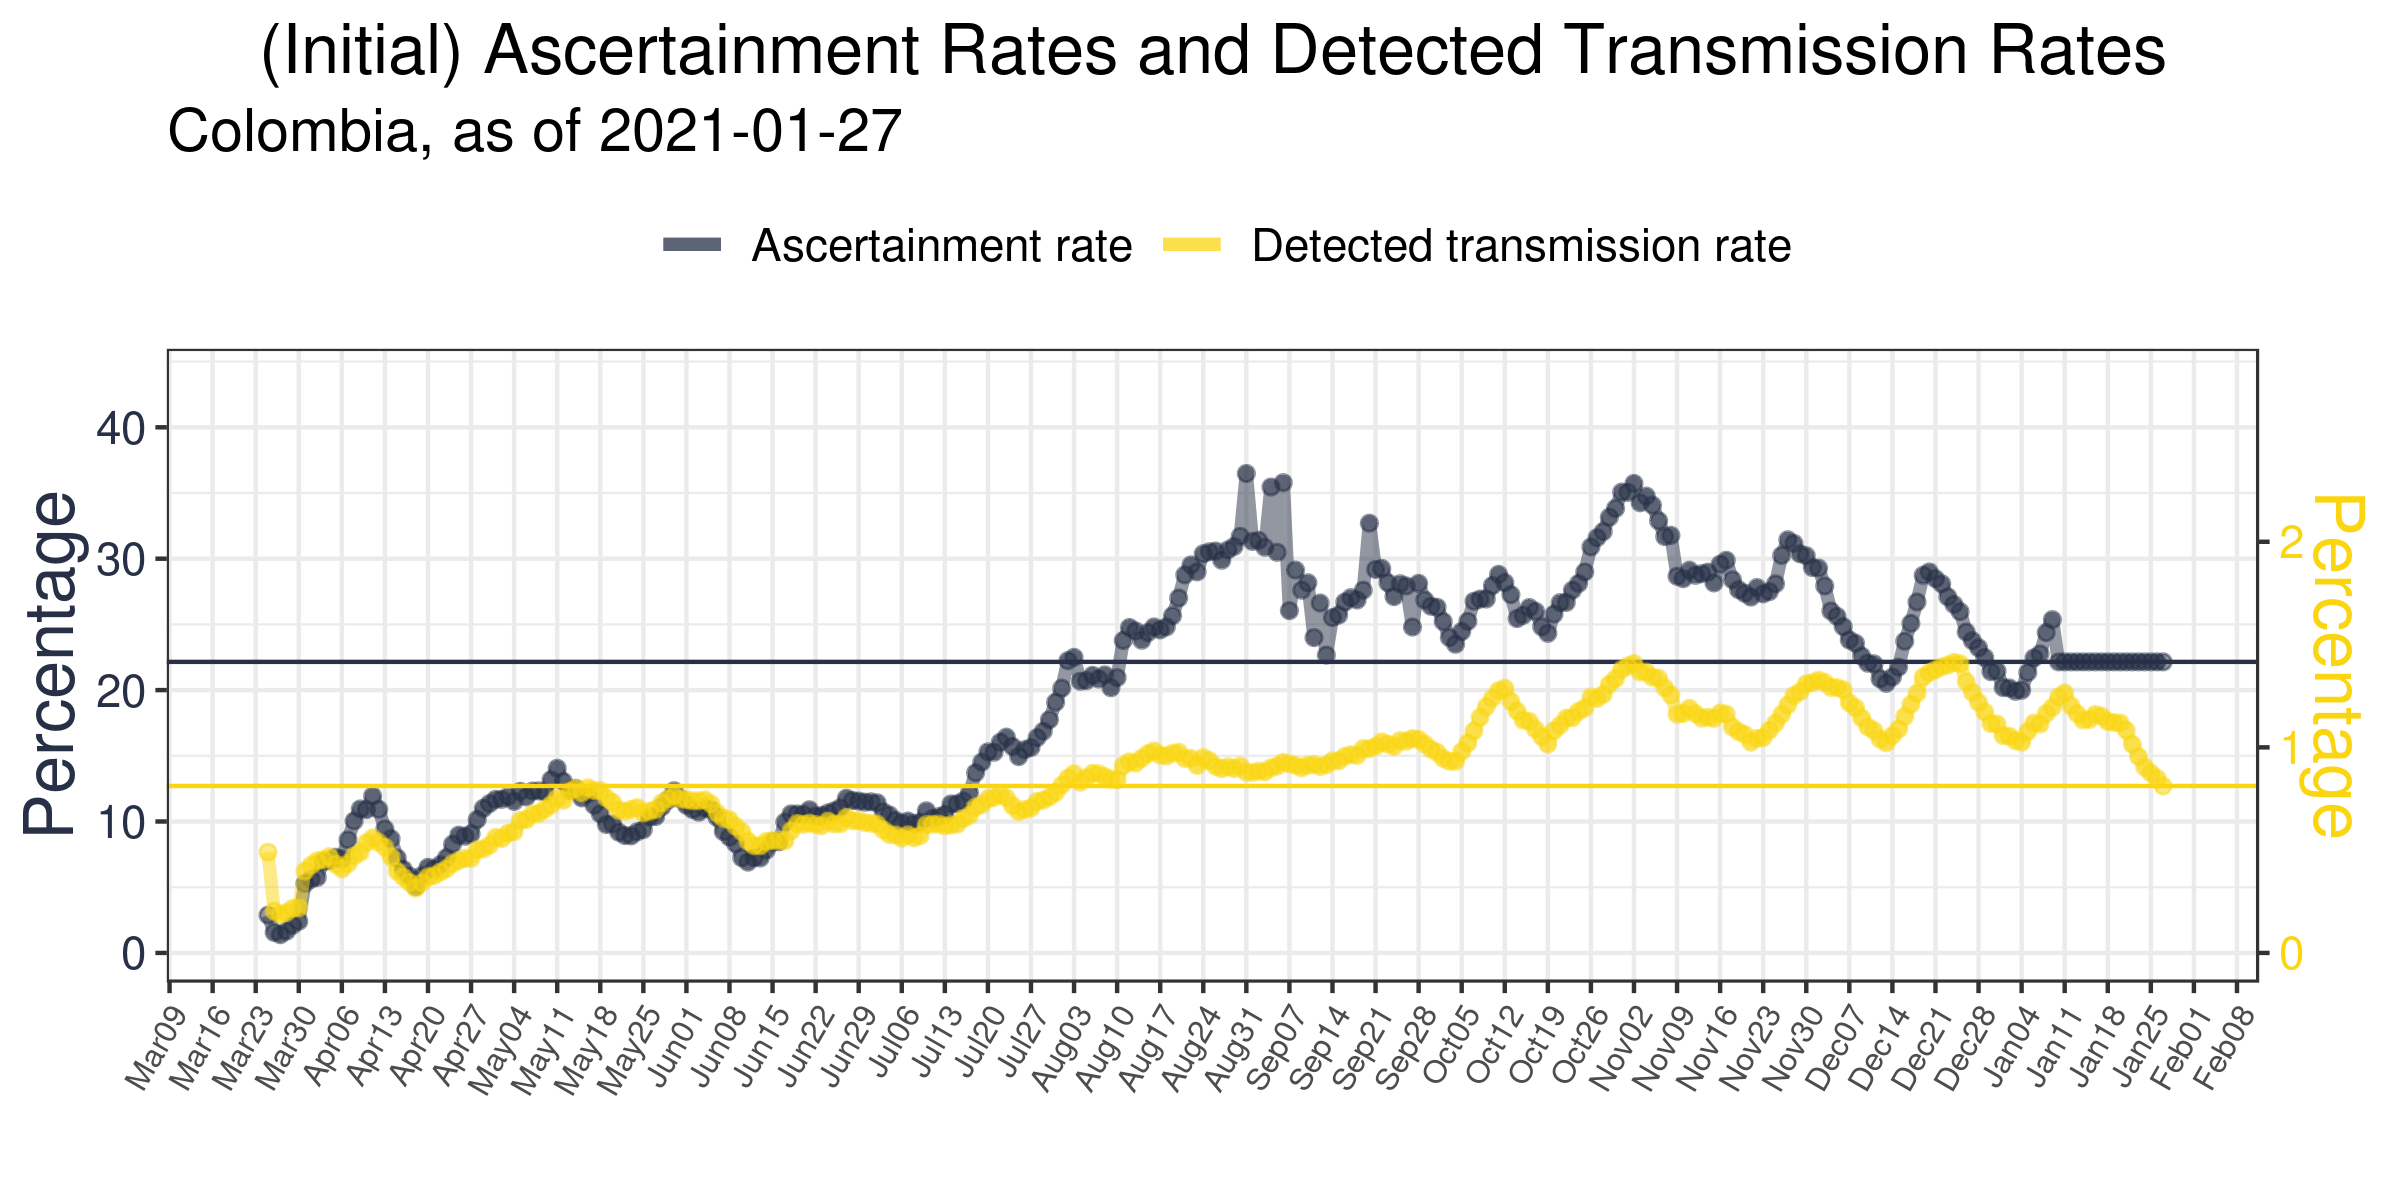 (Initial) Ascertainment Rates and Detected Transmission Rates
Colombia, as of 2021-01-27
Ascertainment rate
Detected transmission rate
Percentage
40
30
20
10
0
2
1
0
Percentage
Mar09
Mar16
Mar23
Mar30
Apr06
Apr13
Apr20
Apr27
May04
May11
May18
May25
Jun01
Jun08
Jun15
Jun22
Jun29
Jul06
Jul13
Jul20
Jul27
Aug03
Aug10
Aug17
Aug24
Aug31
Sep07
Sep14
Sep21
Sep28
Oct05
Oct12
Oct19
Oct26
Nov02
Nov09
Nov16
Nov23
Nov30
Dec07
Dec14
Dec21
Dec28
Jan04
Jan11
Jan18
Jan25
Feb01
Feb08